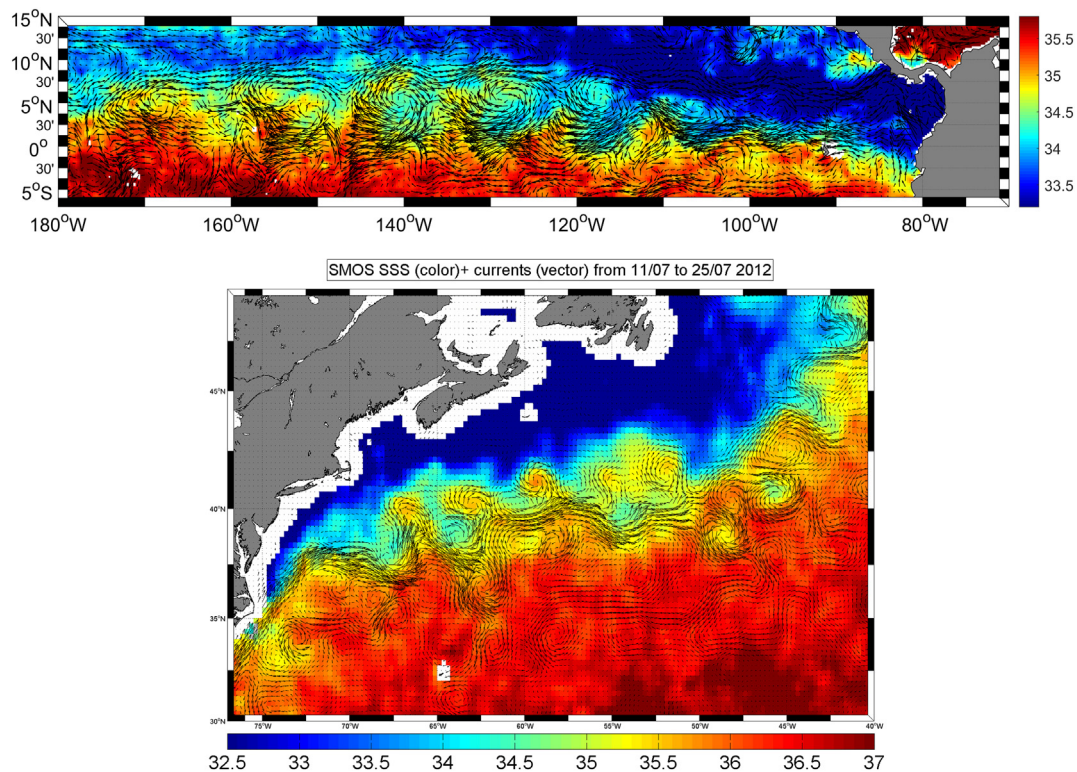 15°N
30'
10°N
30'
5°N
30'
0°
30'
5°S
180°W 160°W 140°W 120°W 100°W 80°W
35.5
35
34.5
34
33.5
SMOS SSS (color)+ currents (vector) from 11/07 to 25/07 2012
45°N
40°N
35°N
30°N
75°W 70°W 65°W 60°W 55°W 50°W 45°W 40°W
32.5 33 33.5 34 34.5 35 35.5 36 36.5 37